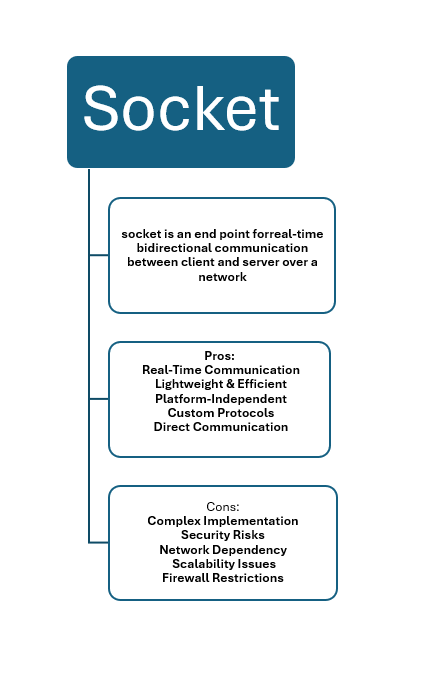 Socket
socket is an end point forreal-time
bidirectional communication
between client and server over a
network
Pros:
Real-Time Communication
Lightweight & Efficient
Platform-Independent
Custom Protocols
Direct Communication
Cons:
Complex Implementation
Security Risks
Network Dependency
Scalability Issues
Firewall Restrictions